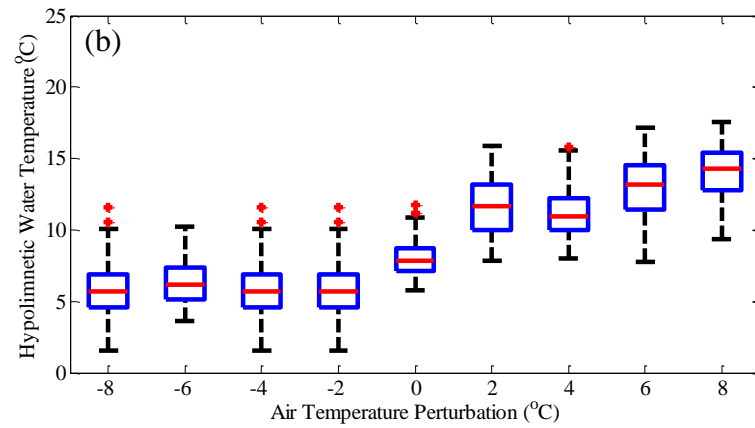 (b)
Hypolimnetic Water Temperature (°C)
25
20
15
10
5
0
-8 -6 -4 -2 0 2 4 6 8
Air Temperature Perturbation (°C)